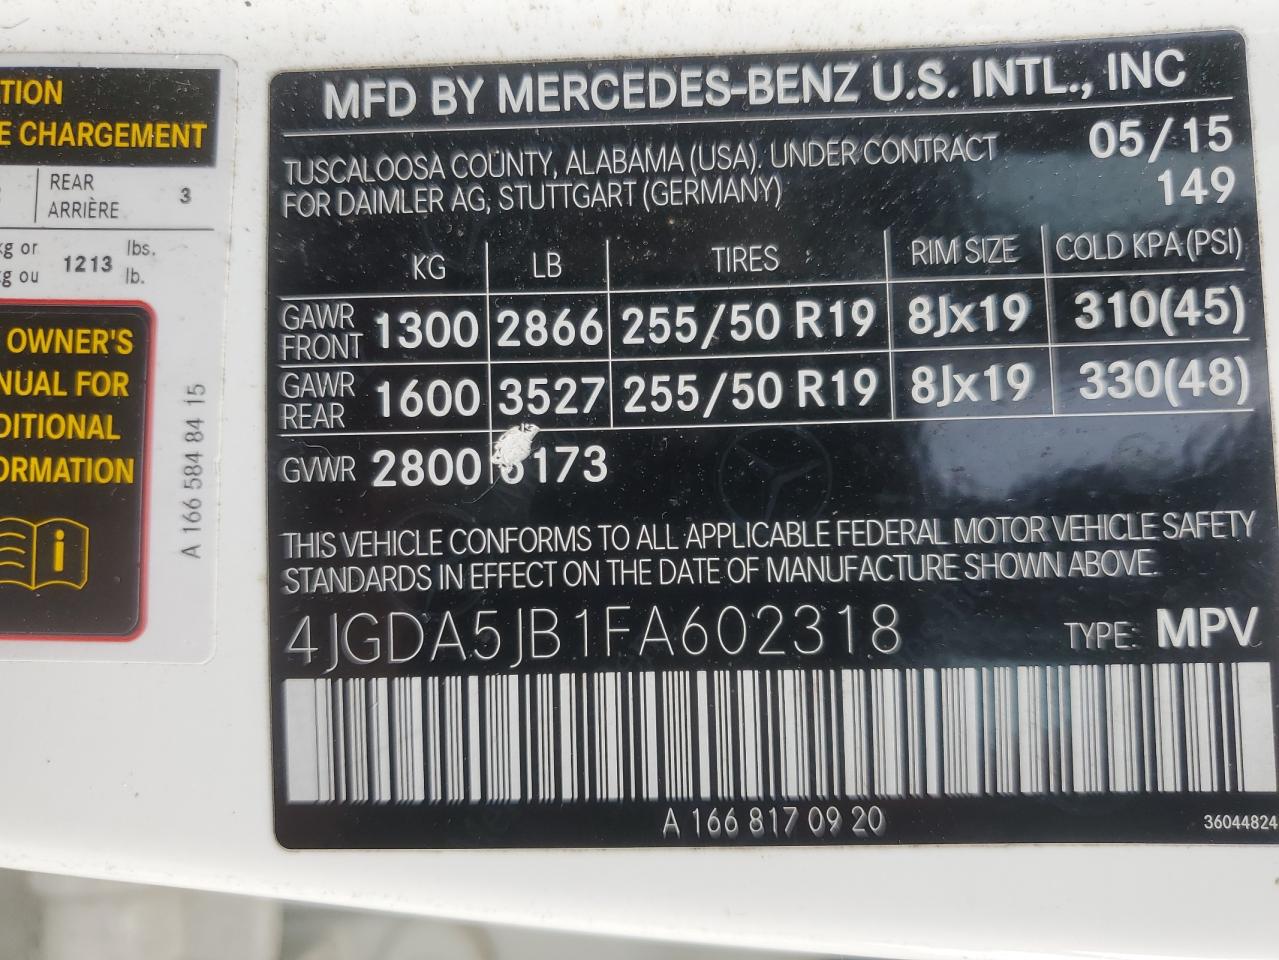 TION
E CHARGEMENT
REAR
ARRIÈRE
3
kg or
kg ou
1213
lbs.
lb.
OWNER'S
NUAL FOR
DITIONAL
ORMATION
i
A 166 584 84 15
MFD BY MERCEDES-BENZ U.S. INTL., INC
TUSCALOOSA COUNTY, ALABAMA (USA), UNDER CONTRACT
FOR DAIMLER AG, STUTTGART (GERMANY)
05/15
149
KG LB TIRES RIM SIZE COLD KPA (PSI)
GAWR FRONT 1300 2866 255/50 R19 8Jx19 310(45)
GAWR REAR 1600 3527 255/50 R19 8Jx19 330(48)
GVWR 2800 6173
THIS VEHICLE CONFORMS TO ALL APPLICABLE FEDERAL MOTOR VEHICLE SAFETY
STANDARDS IN EFFECT ON THE DATE OF MANUFACTURE SHOWN ABOVE.
4JGDA5JB1FA602318 TYPE: MPV
A 166 817 09 20
36044824